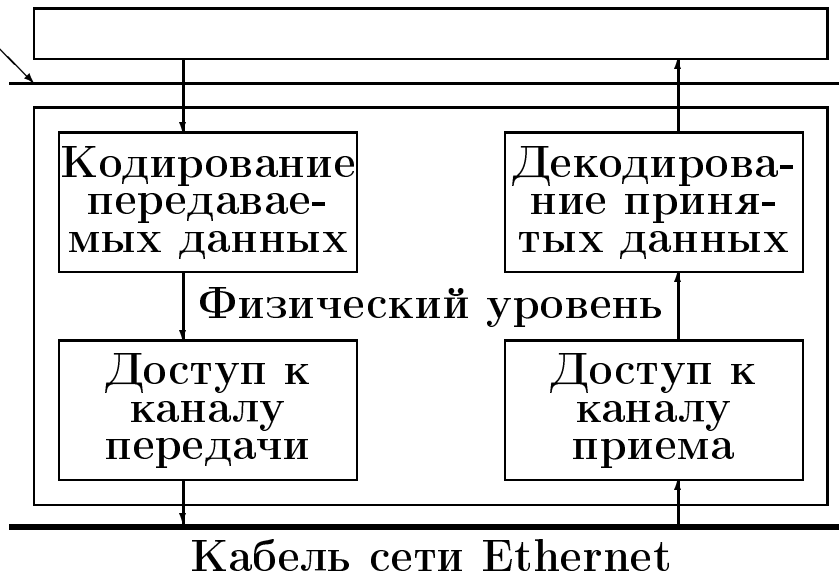 Кодирование
передавае-
мых данных
Декодирова-
ние приня-
тых данных
Физический уровень
Доступ к
каналу
передачи
Доступ к
каналу
приема
Кабель сети Ethernet